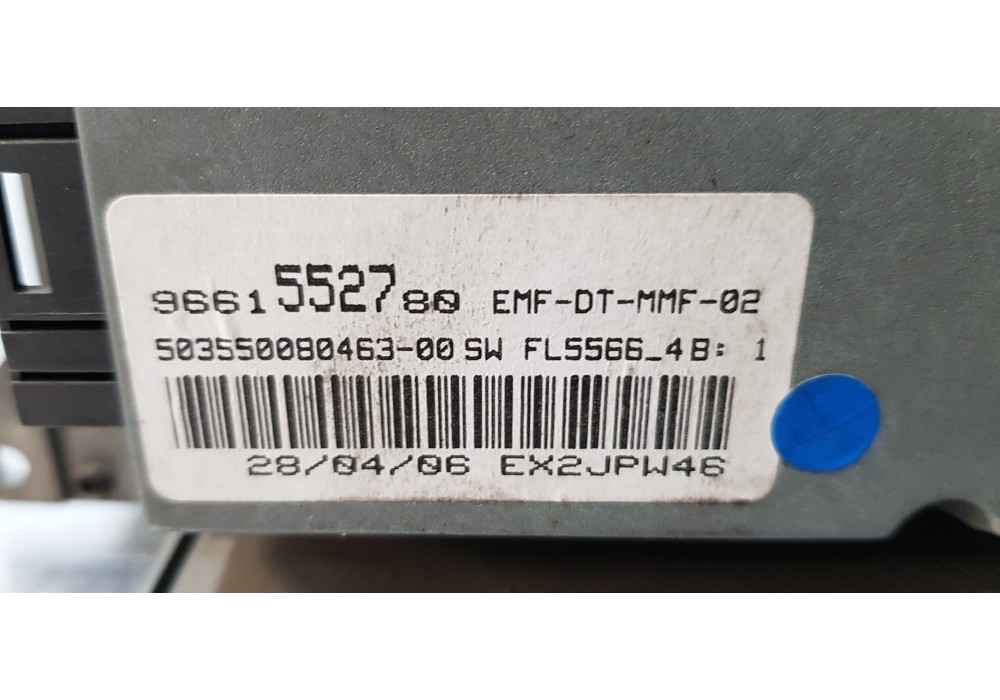 9661552780 EMF-DT-MMF-02
503550080463-00 SW FL5566_4B: 1
28/04/06 EX2JPW46